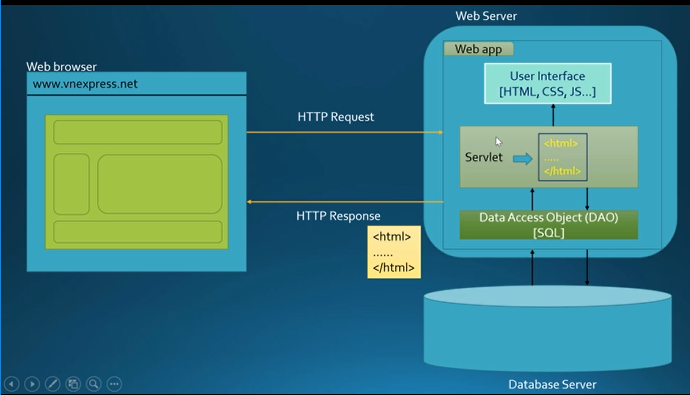 Web Server
Web app
Web browser
www.vnexpress.net
User Interface
[HTML, CSS, JS...]
HTTP Request
Servlet
<html>
.....
</html>
HTTP Response
Data Access Object (DAO)
[SQL]
<html>
......
</html>
Database Server